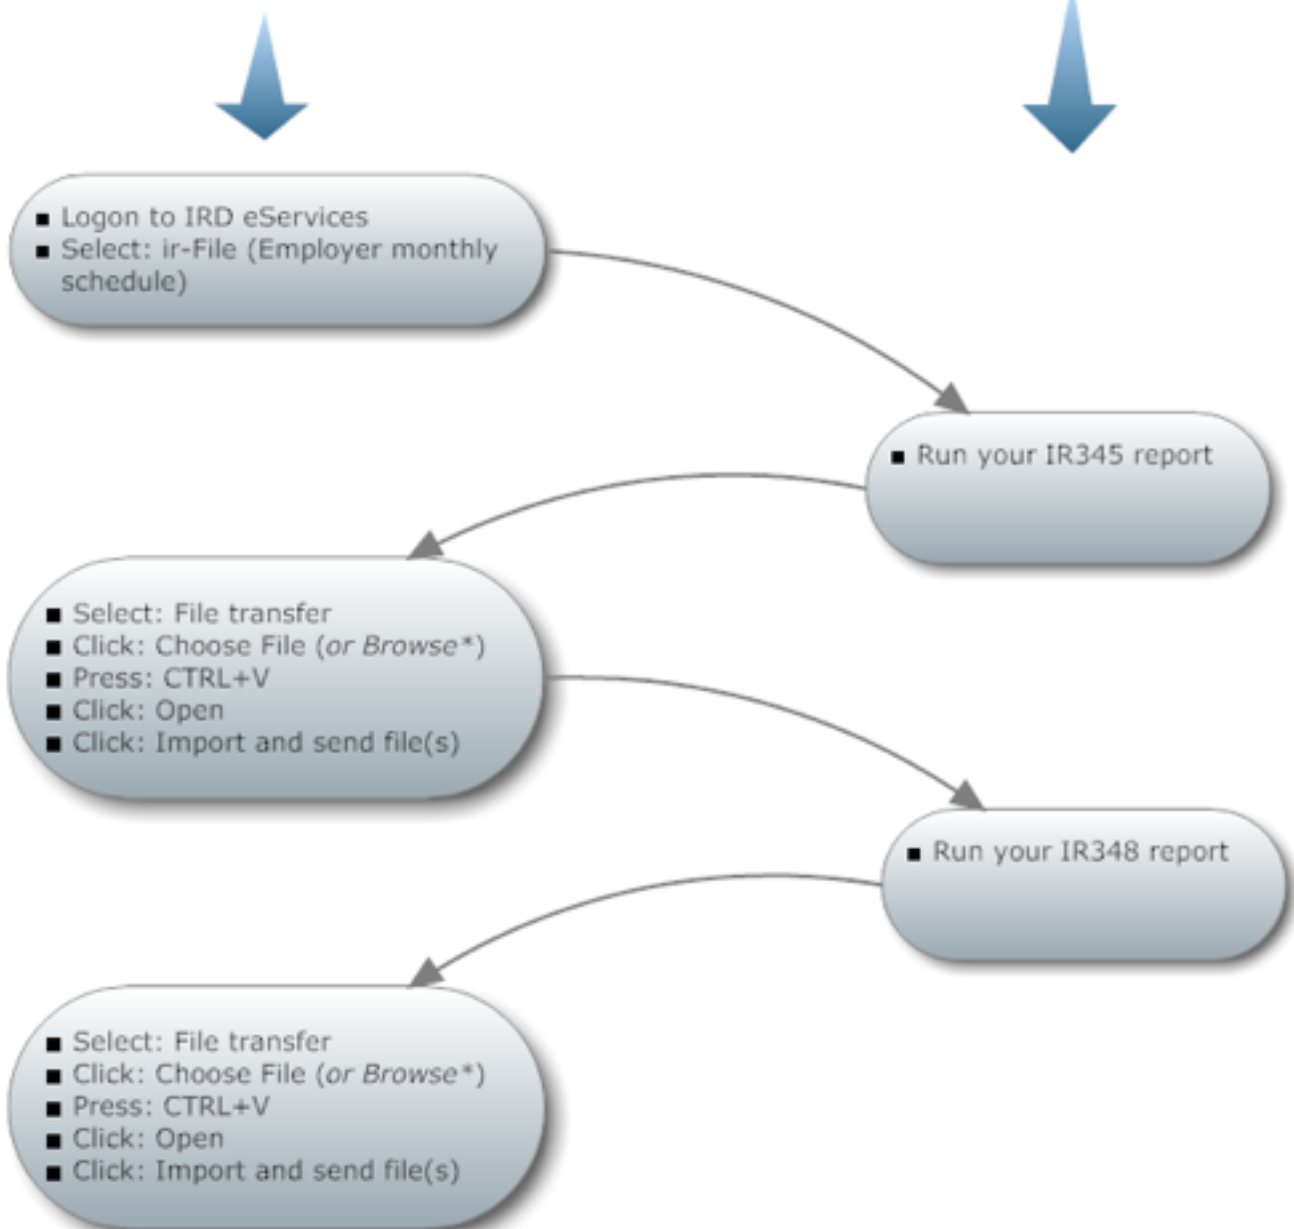 Logon to IRD eServices
Select: ir-File (Employer monthly
schedule)
Run your IR345 report
Select: File transfer
Click: Choose File (or Browse*)
Press: CTRL+V
Click: Open
Click: Import and send file(s)
Run your IR348 report
Select: File transfer
Click: Choose File (or Browse*)
Press: CTRL+V
Click: Open
Click: Import and send file(s)